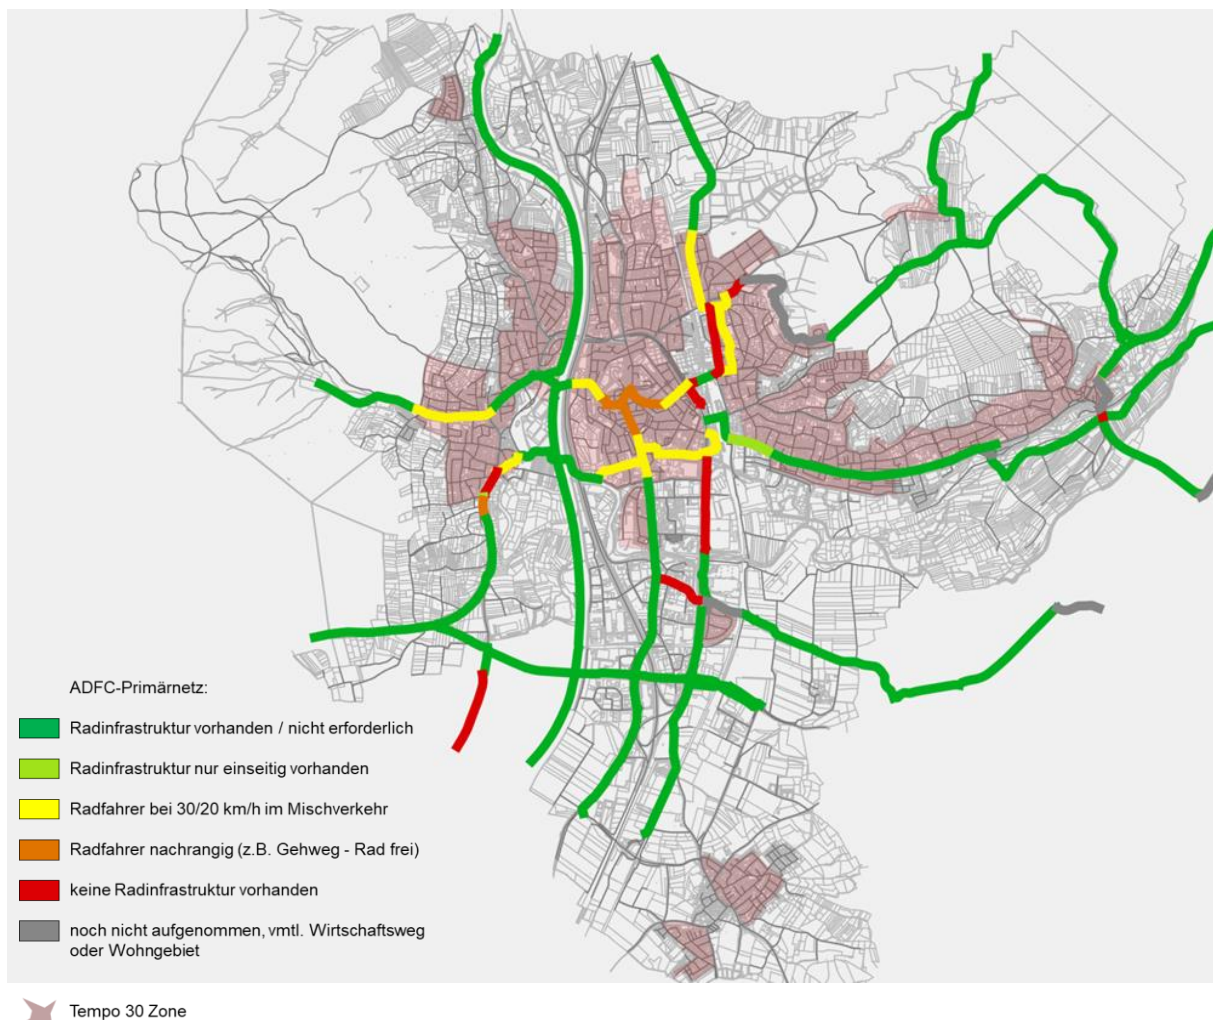 ADFC-Primärnetz:
Radinfrastruktur vorhanden / nicht erforderlich
Radinfrastruktur nur einseitig vorhanden
Radfahrer bei 30/20 km/h im Mischverkehr
Radfahrer nachrangig (z.B. Gehweg - Rad frei)
keine Radinfrastruktur vorhanden
noch nicht aufgenommen, vmtl. Wirtschaftsweg
oder Wohngebiet
Tempo 30 Zone